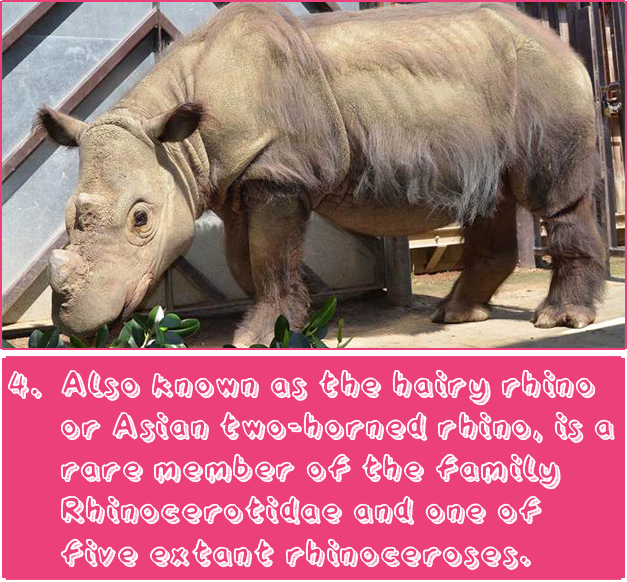 4. Also known as the hairy rhino
or Asian two-horned rhino, is a
rare member of the family
Rhinocerotidae and one of
five extant rhinoceroses.